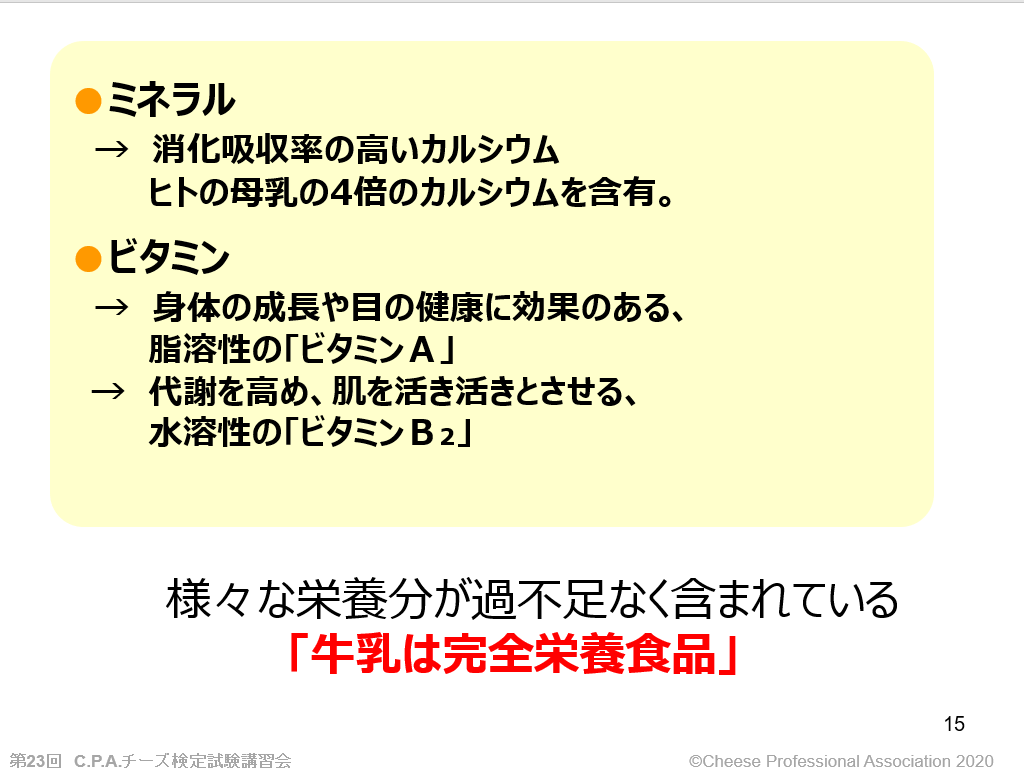 ●ミネラル
→ 消化吸収率の高いカルシウム
ヒトの母乳の4倍のカルシウムを含有。
●ビタミン
→ 身体の成長や目の健康に効果のある、
脂溶性の「ビタミンA」
→ 代謝を高め、肌を活き活きとさせる、
水溶性の「ビタミンB₂」
様々な栄養分が過不足なく含まれている
「牛乳は完全栄養食品」
15
第23回 C.P.A.チーズ検定試験講習会
©Cheese Professional Association 2020